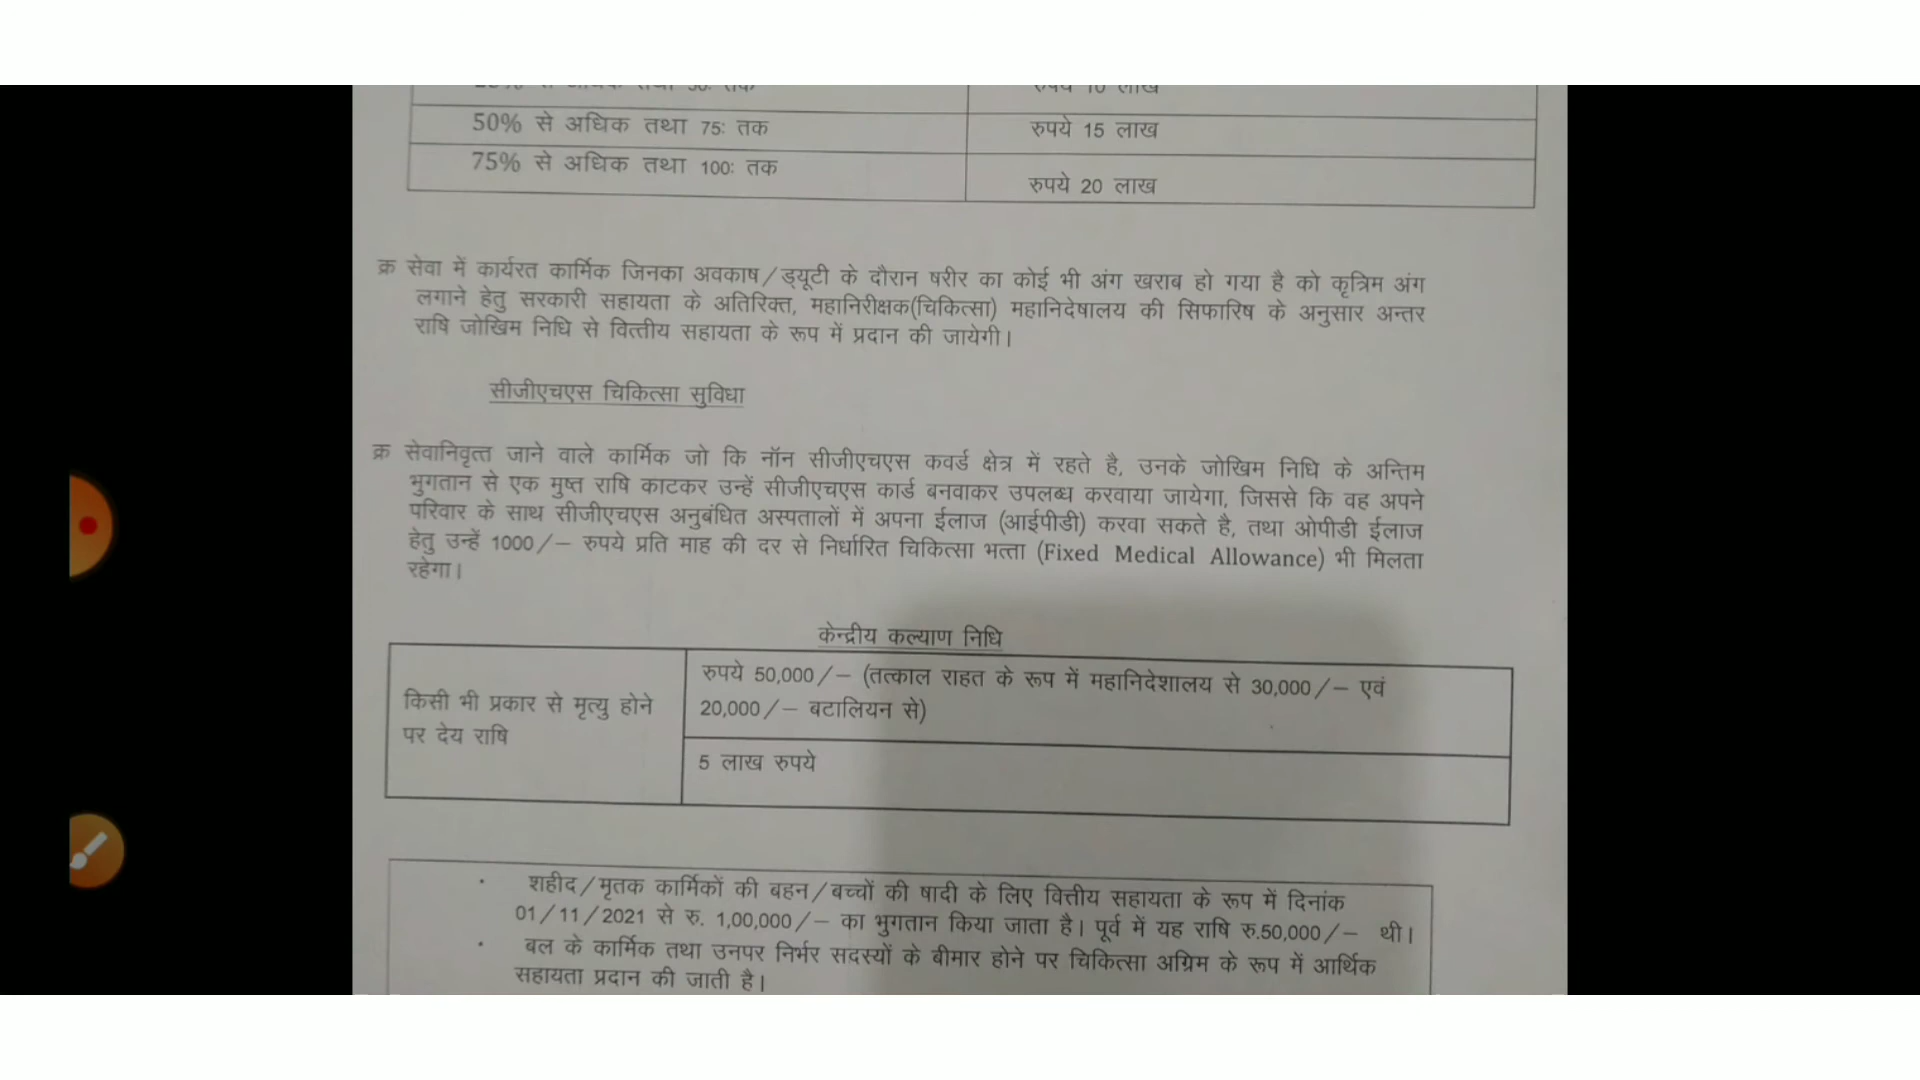 50% से अधिक तथा 75ः तक
रुपये 15 लाख
75% से अधिक तथा 100ः तक
रुपये 20 लाख
क्र सेवा में कार्यरत कार्मिक जिनका अवकाष/ड्यूटी के दौरान षरीर का कोई भी अंग खराब हो गया है को कृत्रिम अंग
लगाने हेतु सरकारी सहायता के अतिरिक्त, महानिरीक्षक(चिकित्सा) महानिदेषालय की सिफारिष के अनुसार अन्तर
राषि जोखिम निधि से वित्तीय सहायता के रूप में प्रदान की जायेगी।
सीजीएचएस चिकित्सा सुविधा
क्र सेवानिवृत्त जाने वाले कार्मिक जो कि नॉन सीजीएचएस कवर्ड क्षेत्र में रहते है, उनके जोखिम निधि के अन्तिम
भुगतान से एक मुष्त राषि काटकर उन्हें सीजीएचएस कार्ड बनवाकर उपलब्ध करवाया जायेगा, जिससे कि वह अपने
परिवार के साथ सीजीएचएस अनुबंधित अस्पतालों में अपना ईलाज (आईपीडी) करवा सकते है, तथा ओपीडी ईलाज
हेतु उन्हें 1000/- रुपये प्रति माह की दर से निर्धारित चिकित्सा भत्ता (Fixed Medical Allowance) भी मिलता
रहेगा।
केन्द्रीय कल्याण निधि
किसी भी प्रकार से मृत्यु होने
पर देय राषि
रुपये 50,000/- (तत्काल राहत के रूप में महानिदेशालय से 30,000/- एवं
20,000/- बटालियन से)
5 लाख रुपये
• शहीद/मृतक कार्मिकों की बहन/बच्चों की षादी के लिए वित्तीय सहायता के रूप में दिनांक
01/11/2021 से रु. 1,00,000/- का भुगतान किया जाता है। पूर्व में यह राषि रु.50,000/- थी।
• बल के कार्मिक तथा उनपर निर्भर सदस्यों के बीमार होने पर चिकित्सा अग्रिम के रूप में आर्थिक
सहायता प्रदान की जाती है।